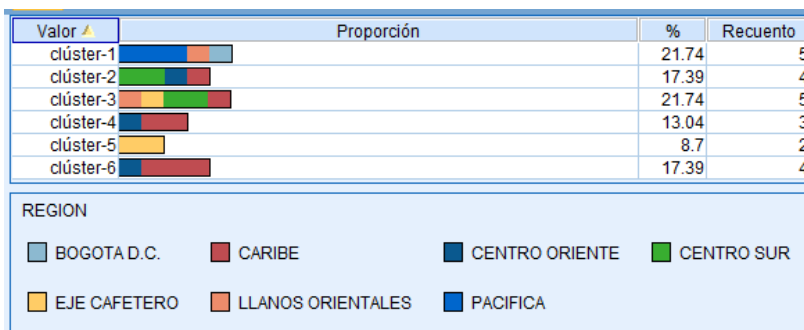 Valor Proporción % Recuento
clúster-1 21.74 5
clúster-2 17.39 4
clúster-3 21.74 5
clúster-4 13.04 3
clúster-5 8.7 2
clúster-6 17.39 4
REGION
BOGOTA D.C. CARIBE CENTRO ORIENTE CENTRO SUR
EJE CAFETERO LLANOS ORIENTALES PACIFICA